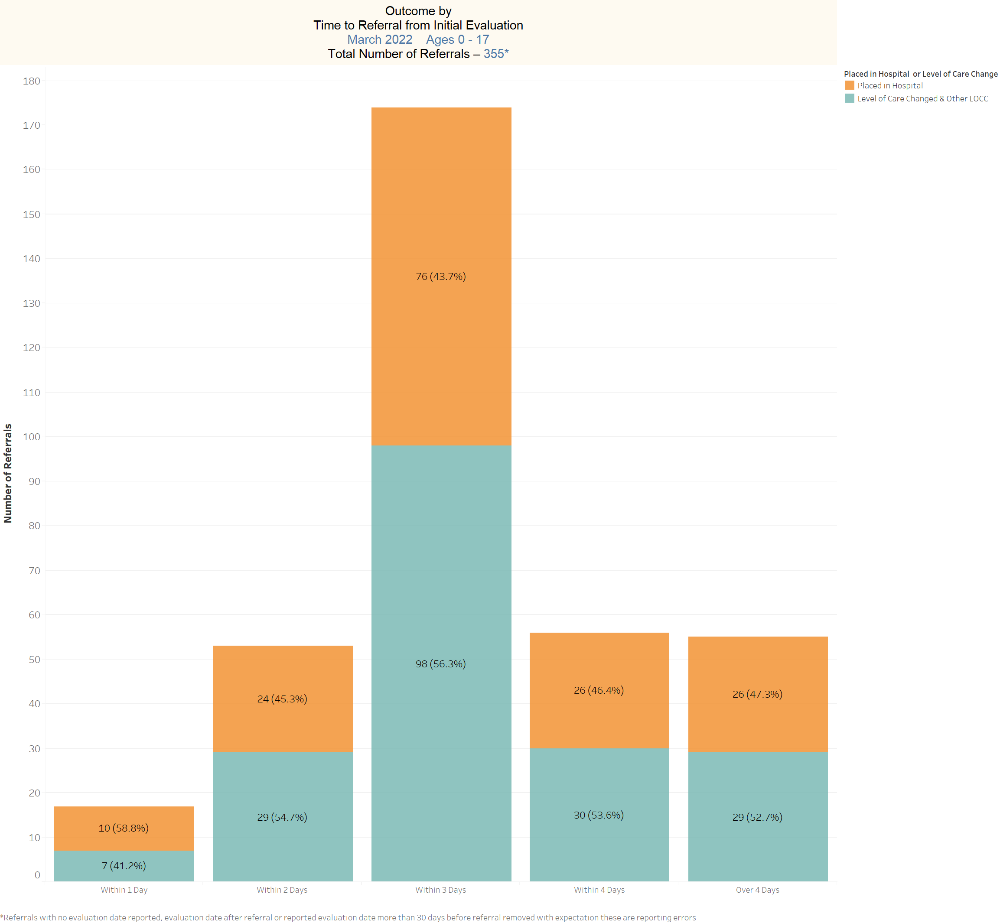 Outcome by
Time to Referral from Initial Evaluation
March 2022 Ages 0 - 17
Total Number of Referrals – 355*
Placed in Hospital or Level of Care Change
Placed in Hospital
Level of Care Changed & Other LOCC
Number of Referrals
180
170
160
150
140
130
120
110
100
90
80
70
60
50
40
30
20
10
0
10 (58.8%)
7 (41.2%)
24 (45.3%)
29 (54.7%)
76 (43.7%)
98 (56.3%)
26 (46.4%)
30 (53.6%)
26 (47.3%)
29 (52.7%)
Within 1 Day
Within 2 Days
Within 3 Days
Within 4 Days
Over 4 Days
*Referrals with no evaluation date reported, evaluation date after referral or reported evaluation date more than 30 days before referral removed with expectation these are reporting errors